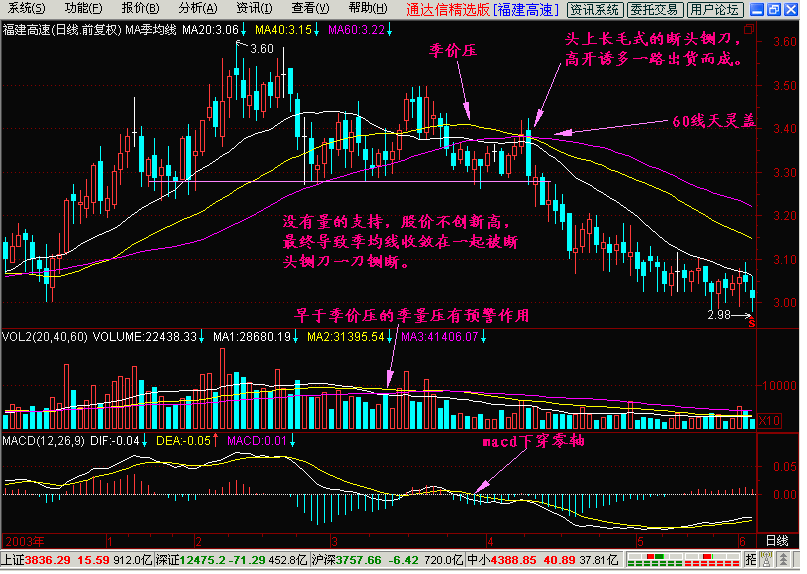 系统(S) 功能(F) 报价(B) 分析(A) 资讯(I) 查看(V) 帮助(H) 通达信精选版 [福建高速] 资讯系统 委托交易 用户论坛
福建高速(日线.前复权) MA季均线 MA20:3.06↓ MA40:3.15↓ MA60:3.22↓
3.60
3.60
季价压
头上长毛式的断头铡刀,
高开诱多一路出货而成。
3.50
3.40
60线天灵盖
3.30
3.20
没有量的支持，股价不创新高，
最终导致季均线收敛在一起被断
头铡刀一刀铡断。
3.10
3.00
早于季价压的季量压有预警作用
2.98
VOL2(20,40,60) VOLUME:22438.33↓ MA1:28680.19↓ MA2:31395.54↓ MA3:41406.07↓
10000
X10
MACD(12,26,9) DIF:-0.04↓ DEA:-0.05↑ MACD:0.01↓
macd下穿零轴
0.05
0.00
2003年 1 2 3 4 5 6 日线
上证3836.29 15.59 912.0亿 深证12475.2 -71.29 452.8亿 沪深3757.66 -6.42 720.0亿 中小4388.85 40.89 37.81亿 招